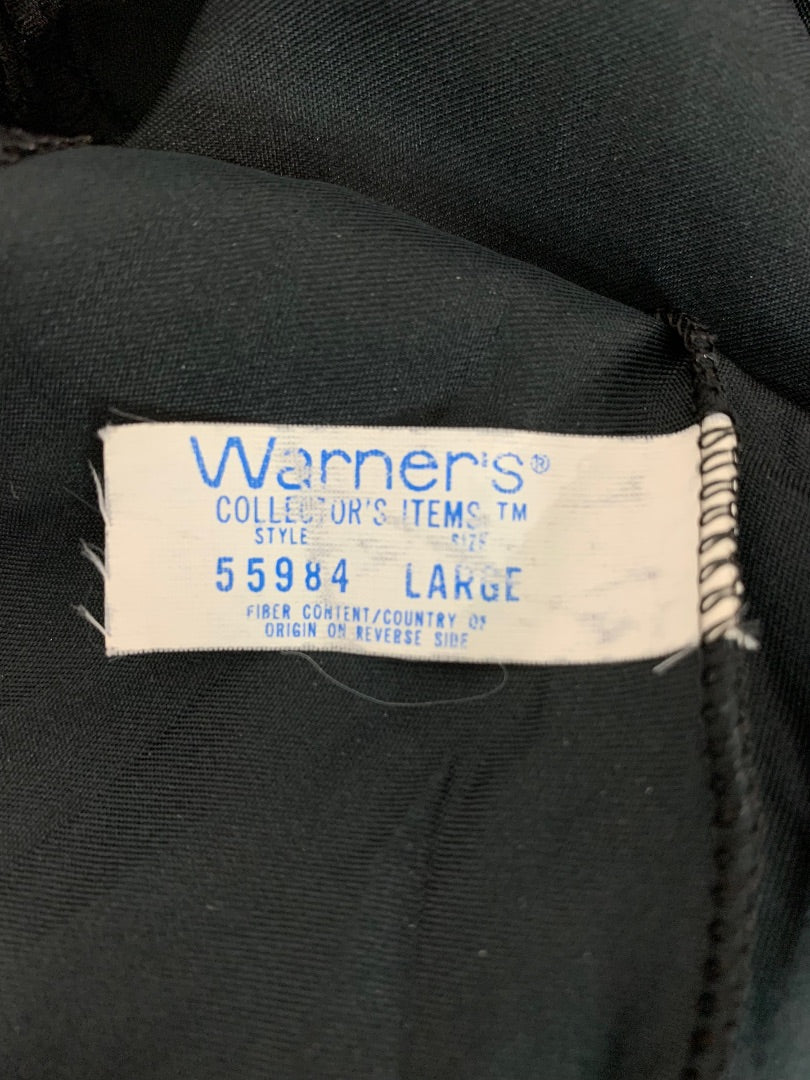 Warner's®
COLLECTOR'S ITEMS ™
STYLE SIZE
55984 LARGE
FIBER CONTENT/COUNTRY OF
ORIGIN ON REVERSE SIDE